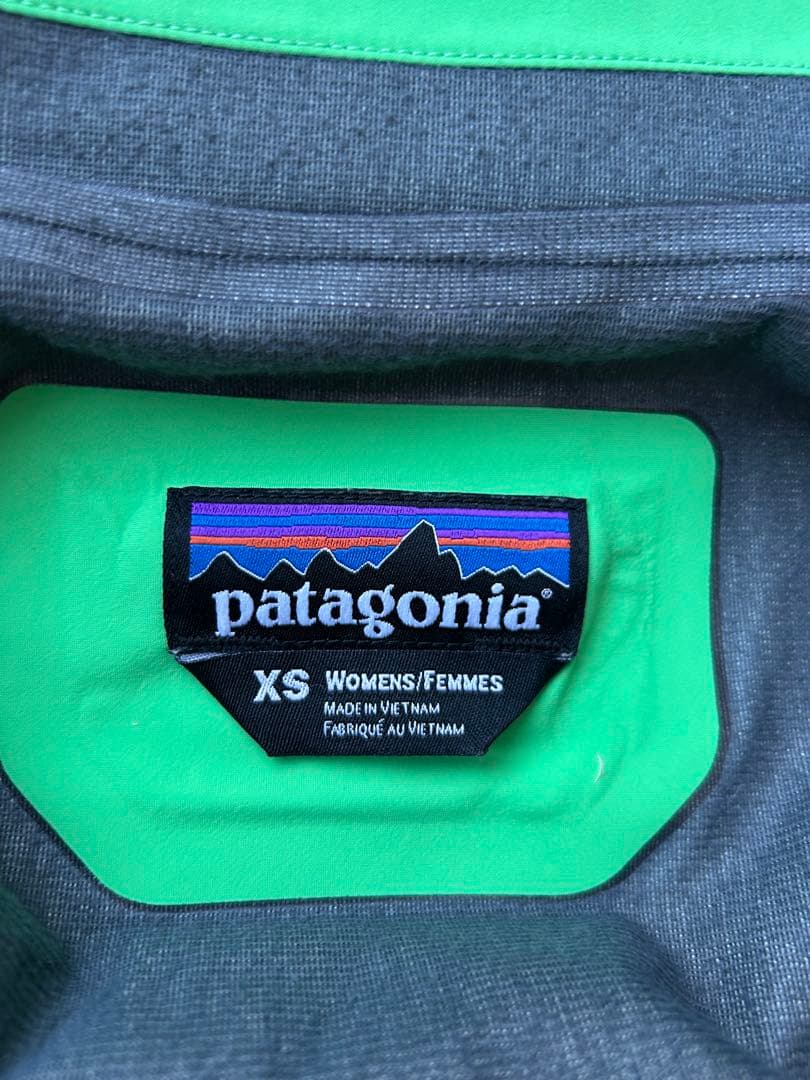 patagonia®
XS WOMENS/FEMMES
MADE IN VIETNAM
FABRIQUÉ AU VIETNAM